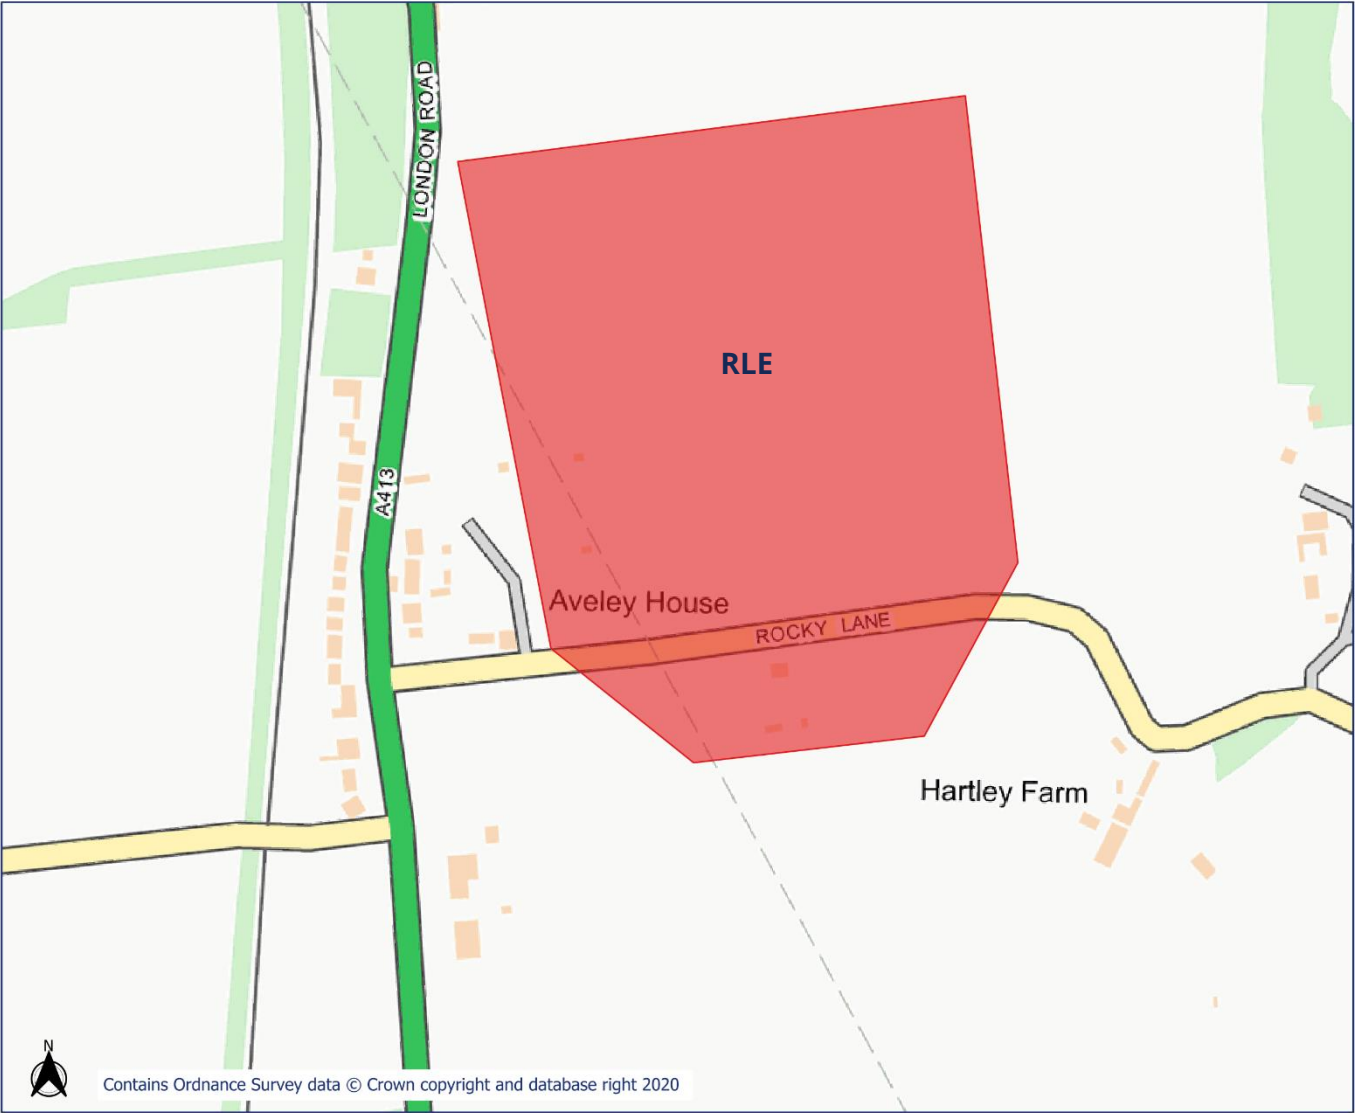 LONDON ROAD
RLE
A413
Aveley House
ROCKY LANE
Hartley Farm
N
Contains Ordnance Survey data © Crown copyright and database right 2020